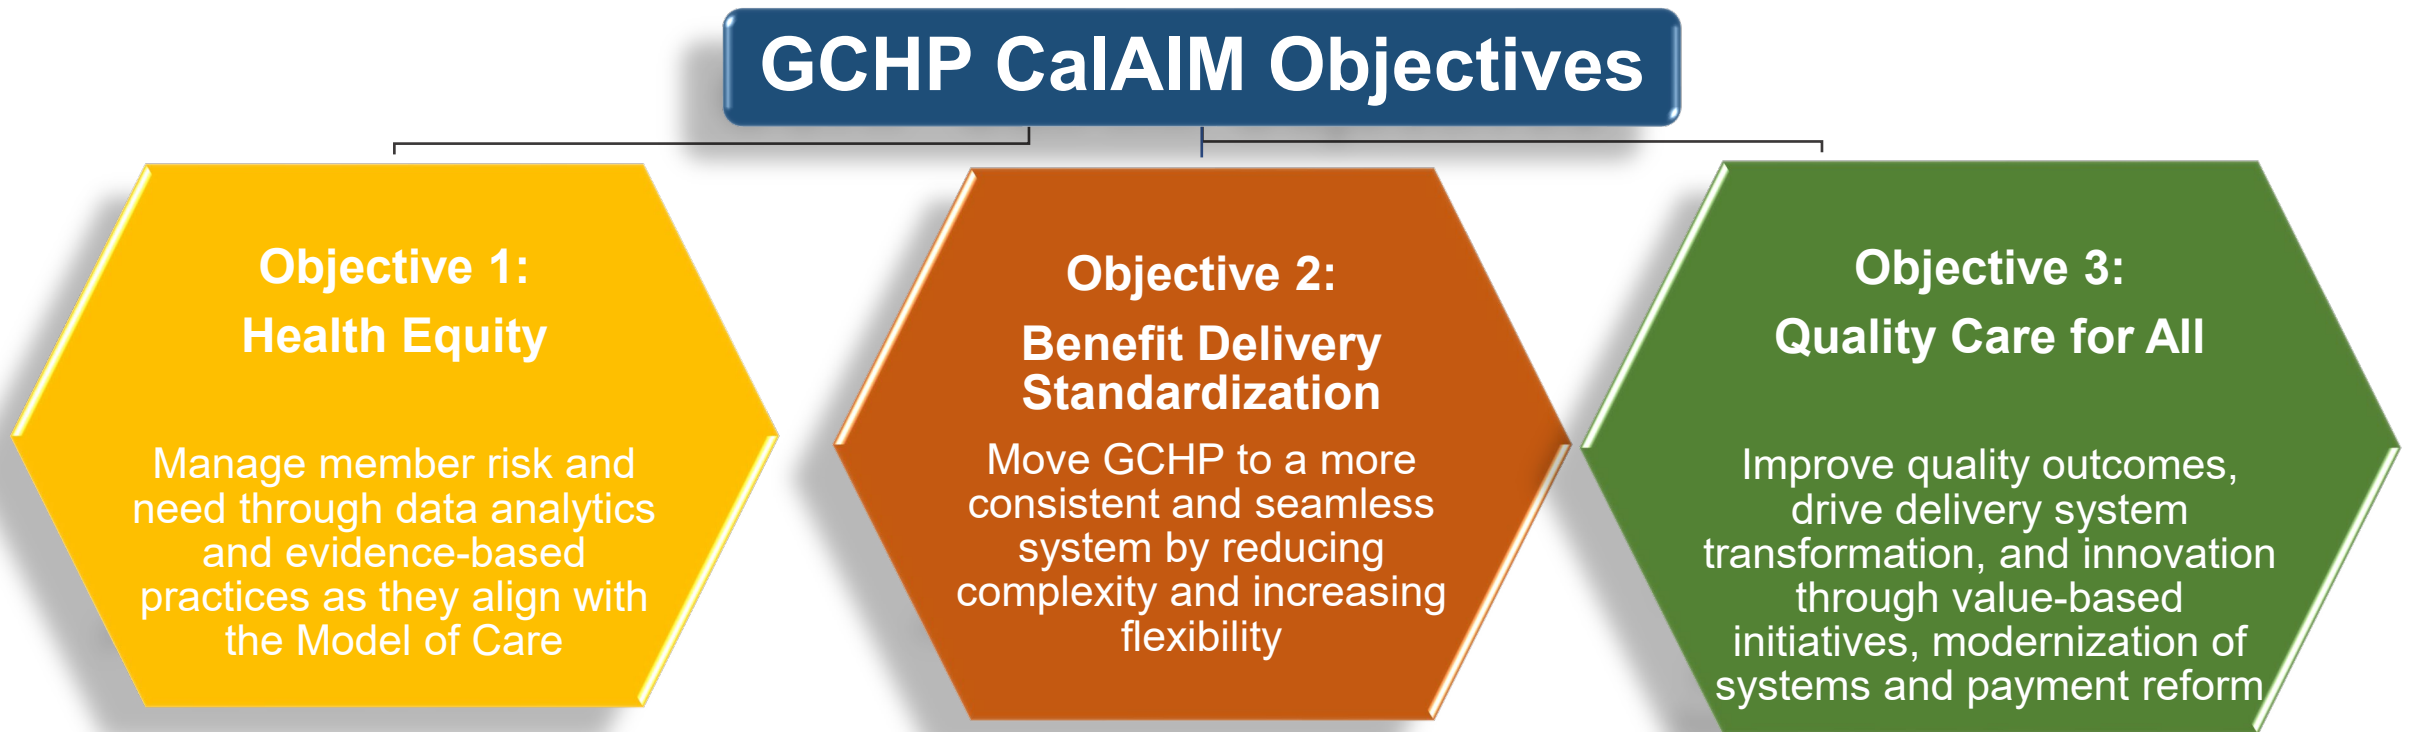 GCHP CalAIM Objectives
Objective 1:
Health Equity
Manage member risk and
need through data analytics
and evidence-based
practices as they align with
the Model of Care
Objective 2:
Benefit Delivery
Standardization
Move GCHP to a more
consistent and seamless
system by reducing
complexity and increasing
flexibility
Objective 3:
Quality Care for All
Improve quality outcomes,
drive delivery system
transformation, and innovation
through value-based
initiatives, modernization of
systems and payment reform